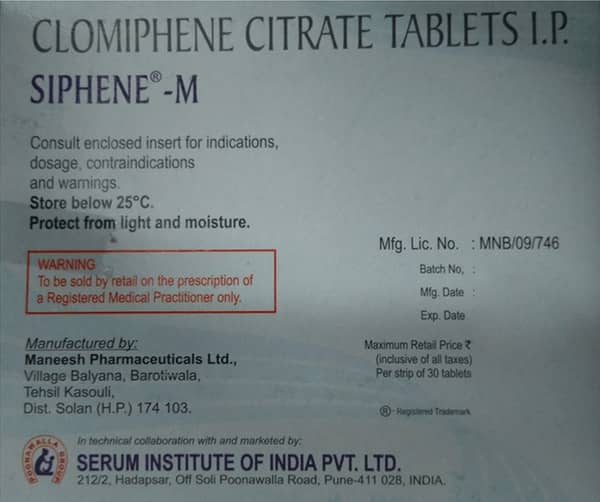 CLOMIPHENE CITRATE TABLETS I.P.
SIPHENE®-M
Consult enclosed insert for indications,
dosage, contraindications
and warnings.
Store below 25°C.
Protect from light and moisture.
WARNING
To be sold by retail on the prescription of
a Registered Medical Practitioner only.
Mfg. Lic. No. : MNB/09/746
Batch No, :
Mfg. Date :
Exp. Date
Manufactured by:
Maneesh Pharmaceuticals Ltd.,
Village Balyana, Barotiwala,
Tehsil Kasouli,
Dist. Solan (H.P.) 174 103.
Maximum Retail Price ₹
(inclusive of all taxes)
Per strip of 30 tablets
®- Registered Trademark
POONAWALLA GROUP
In technical collaboration with and marketed by:
SERUM INSTITUTE OF INDIA PVT. LTD.
212/2, Hadapsar, Off Soli Poonawalla Road, Pune-411 028, INDIA.